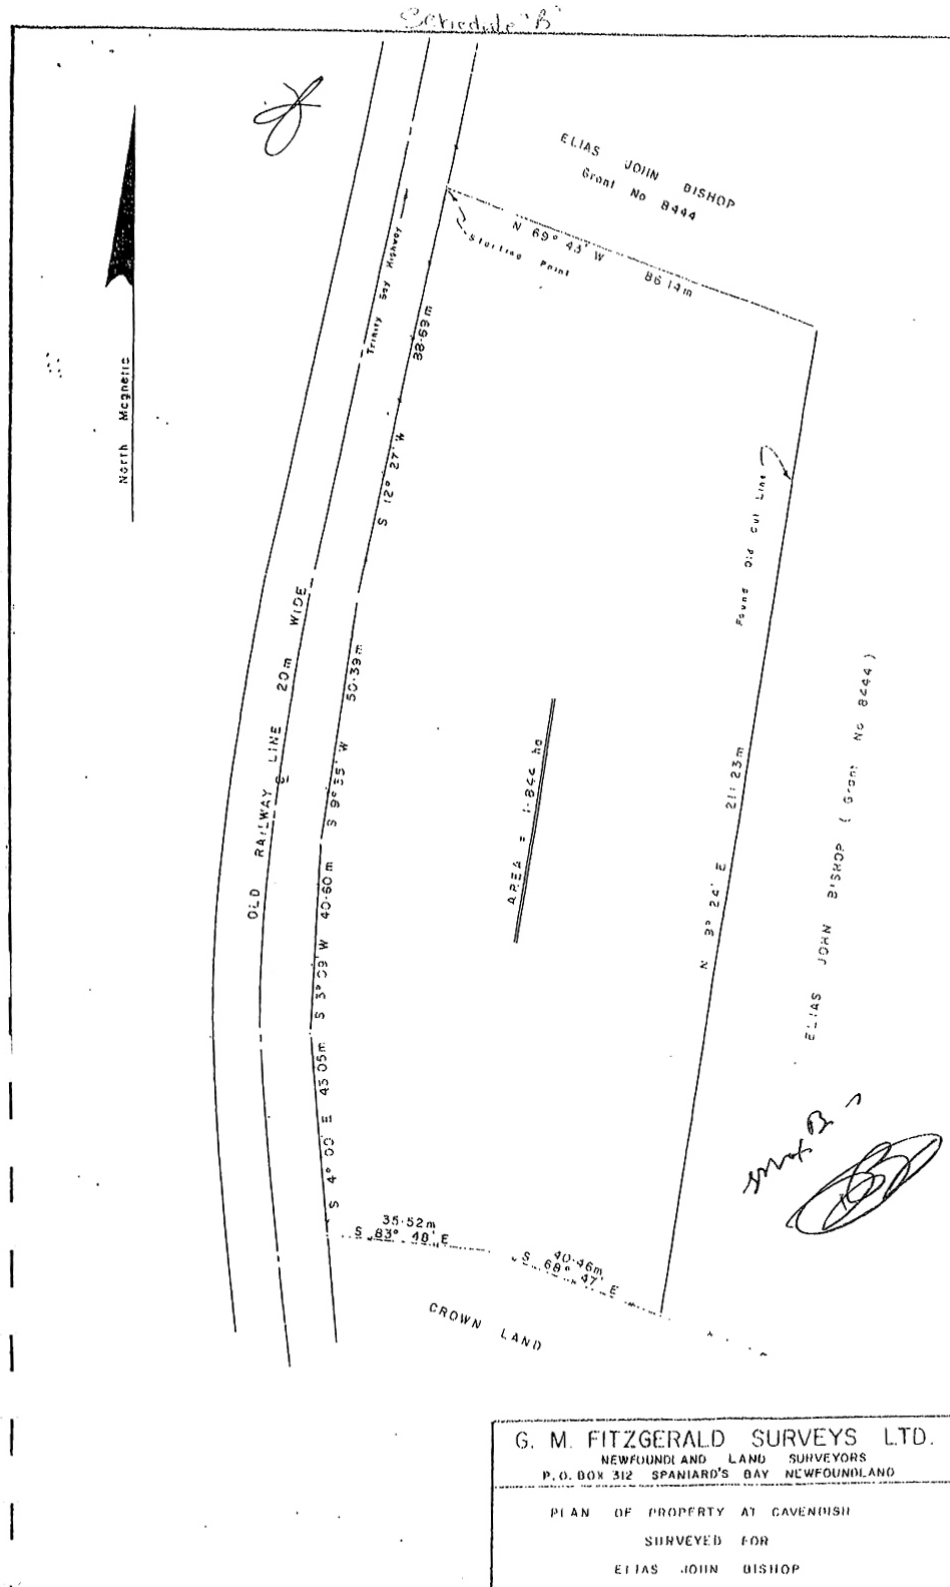 Schedule "B"
ELIAS JOHN BISHOP
Grant No 8444
N 69° 43' W 86.14m
Starting Point
Trinity Bay Highway
North Magnetic
S 12° 27' W 88.69m
Found Old Cut Line
OLD RAILWAY LINE 20m WIDE
S 9° 55' W 50.39m
AREA = 1.844 ha
S 3° 09' W 40.60m
N 9° 24' E 211.23m
ELIAS JOHN BISHOP ( Grant No 8444 )
S 4° 00' E 43.05m
35.52m
S 83° 48' E
40.46m
S 68° 47' E
CROWN LAND
G. M. FITZGERALD SURVEYS LTD.
NEWFOUNDLAND LAND SURVEYORS
P.O. BOX 312 SPANIARD'S BAY NEWFOUNDLAND
PLAN OF PROPERTY AT CAVENDISH
SURVEYED FOR
ELIAS JOHN BISHOP